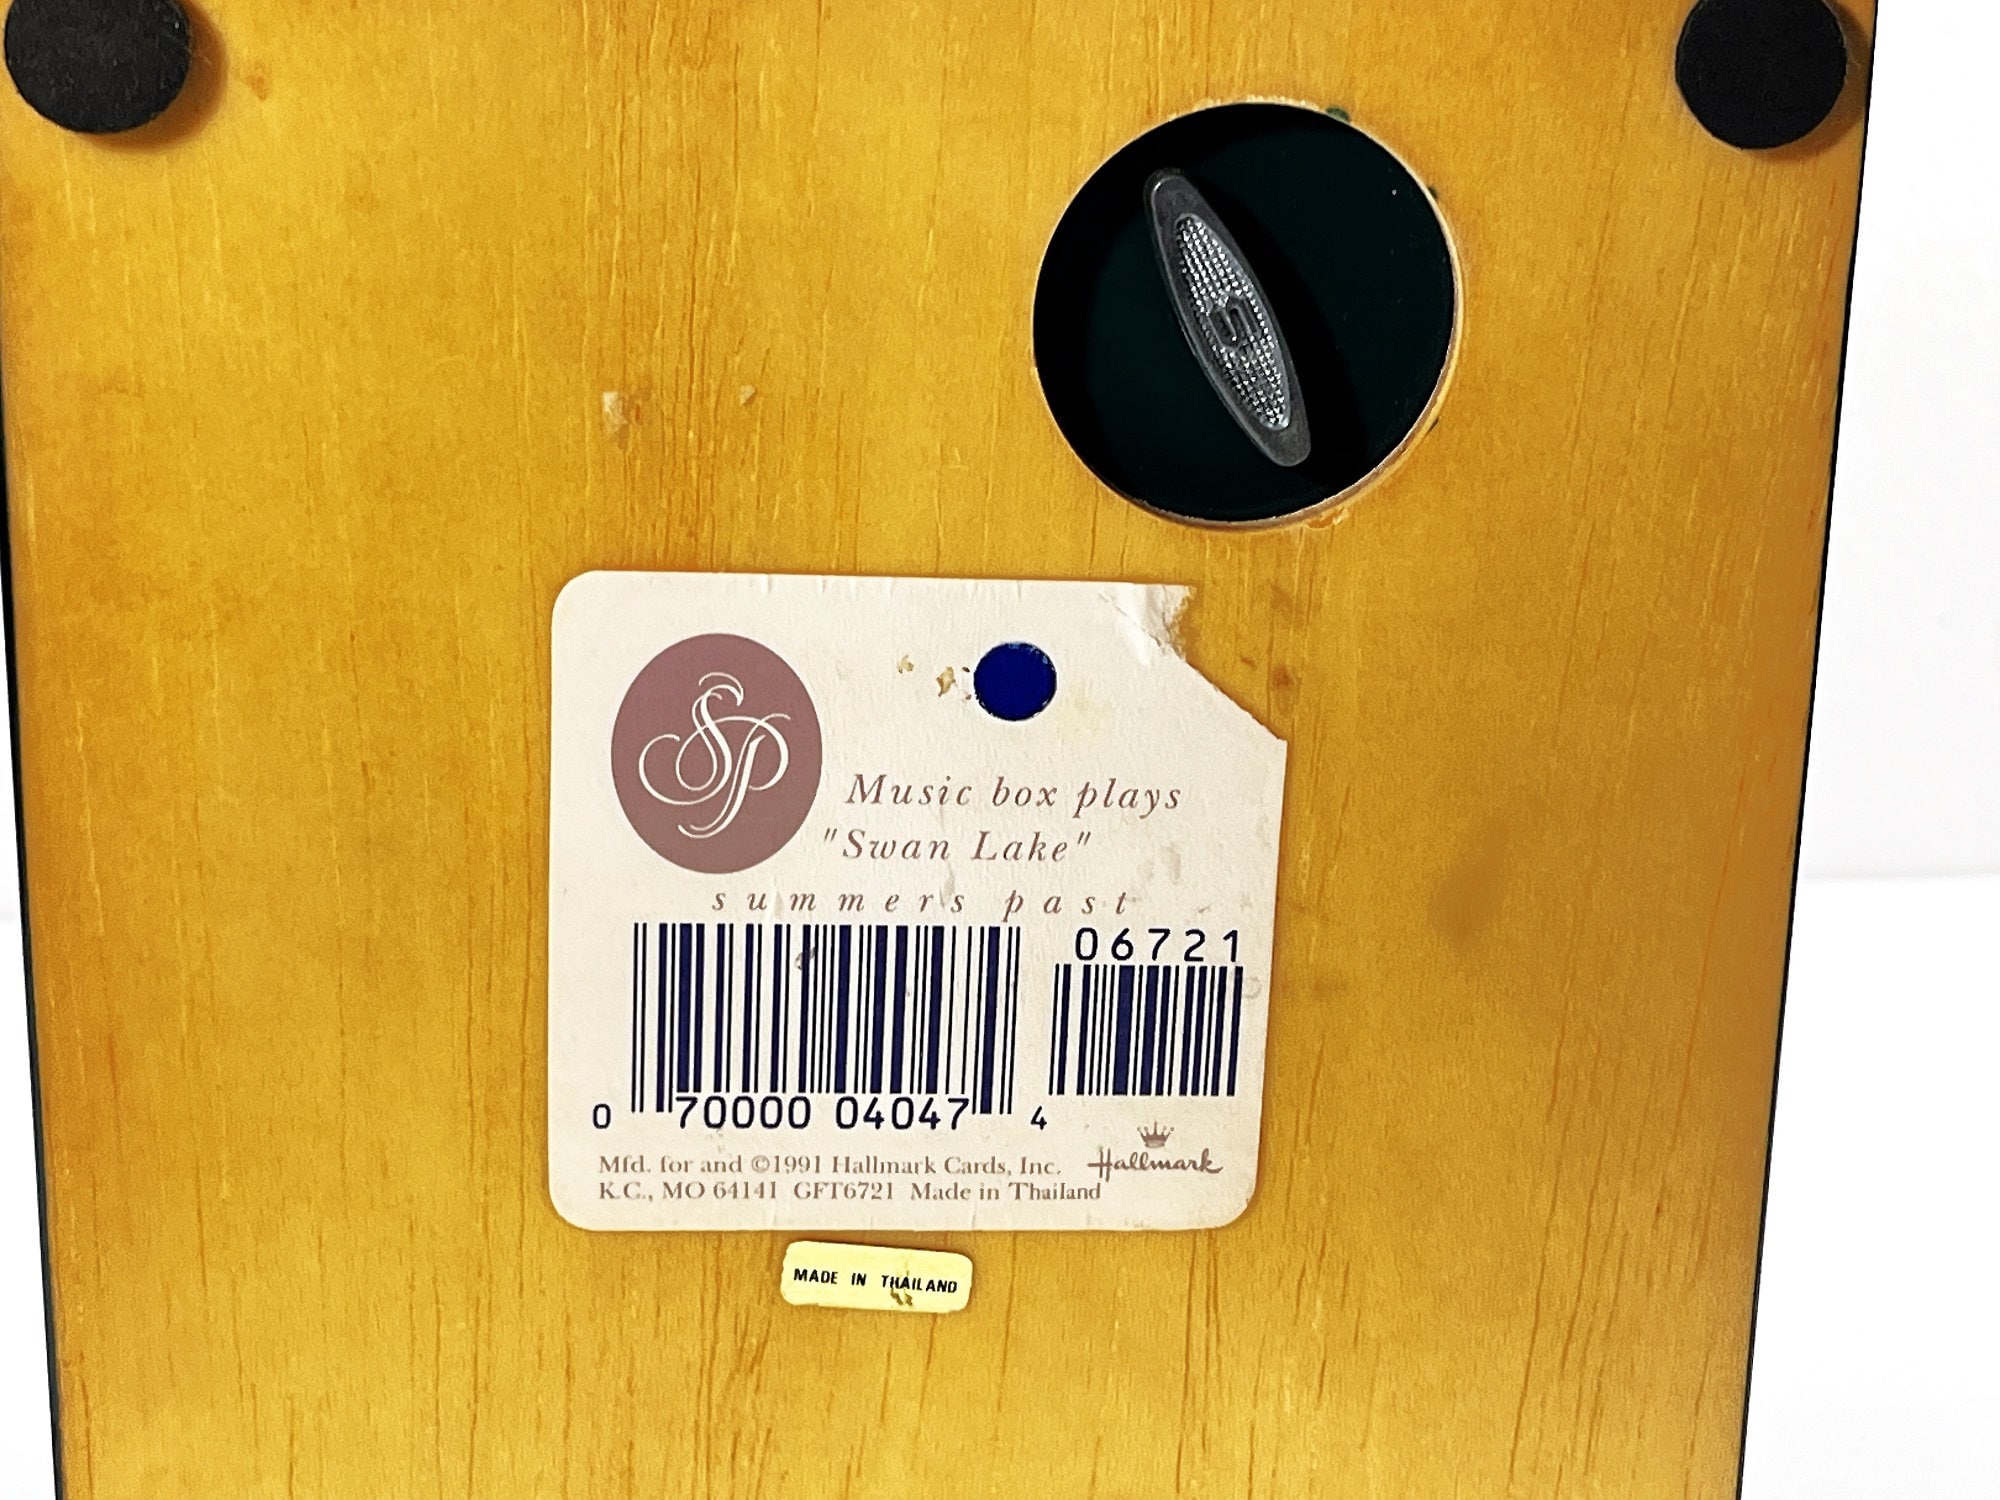 S
SP
Music box plays
"Swan Lake"
summers past
06721
0 70000 04047 4
Hallmark
Mfd. for and ©1991 Hallmark Cards, Inc.
K.C., MO 64141 GFT6721 Made in Thailand
MADE IN THAILAND